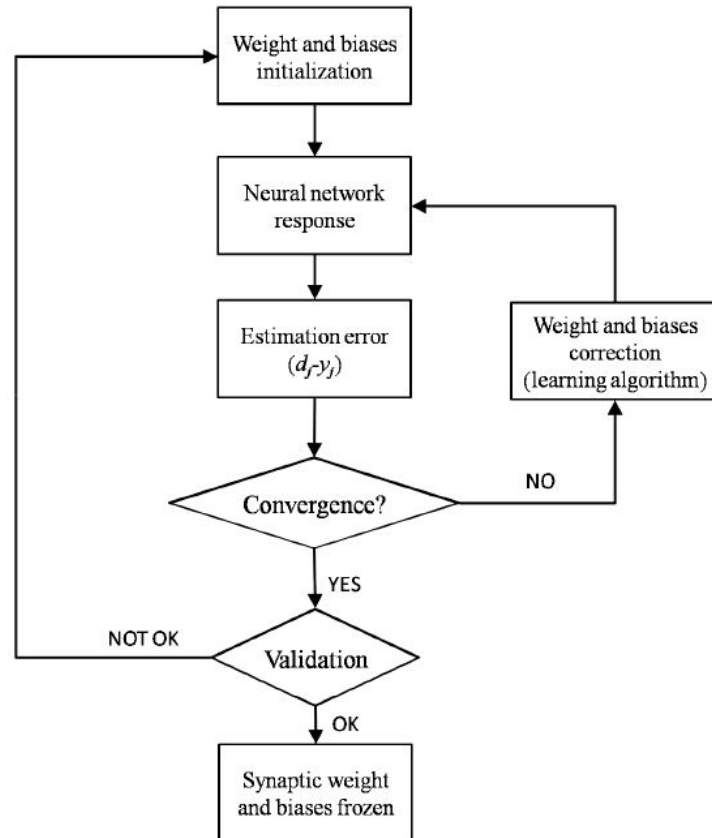 Weight and biases
initialization
Neural network
response
Estimation error
(dj-yj)
Weight and biases
correction
(learning algorithm)
Convergence?
NO
YES
NOT OK
Validation
OK
Synaptic weight
and biases frozen